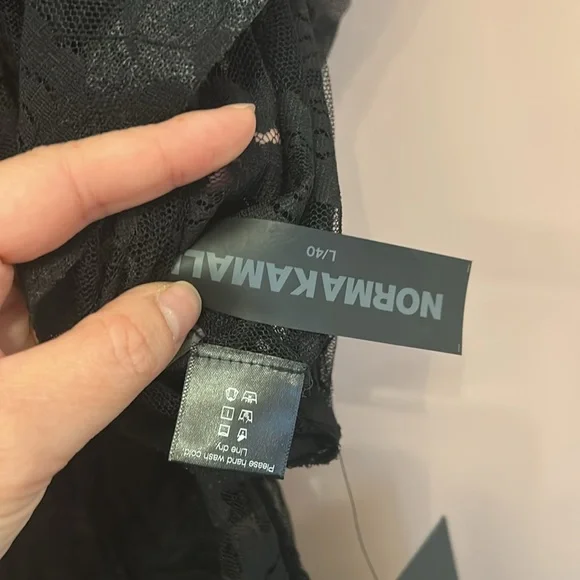 NORMAKAMALI
L/40
Please hand wash cold.
Line dry.